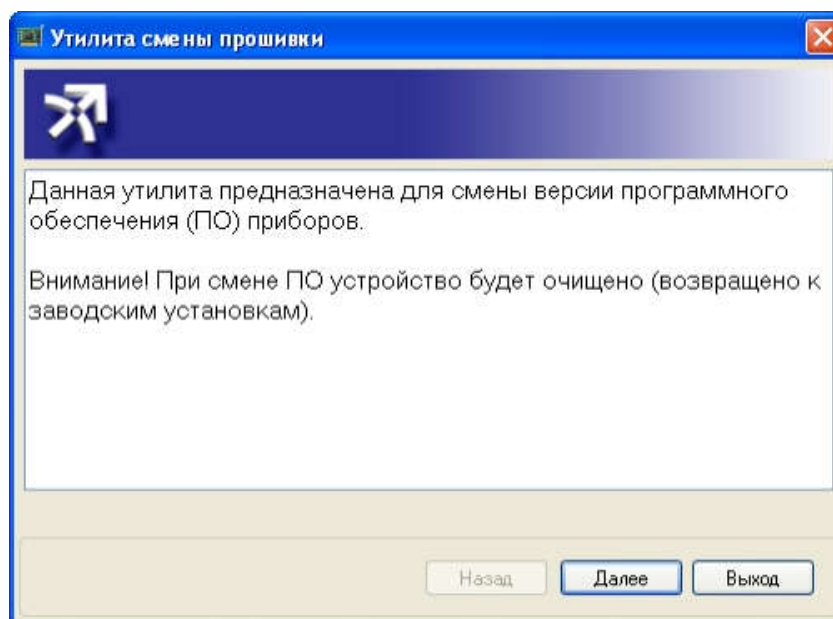 Утилита смены прошивки
Данная утилита предназначена для смены версии программного
обеспечения (ПО) приборов.
Внимание! При смене ПО устройство будет очищено (возвращено к
заводским установкам).
Назад Далее Выход